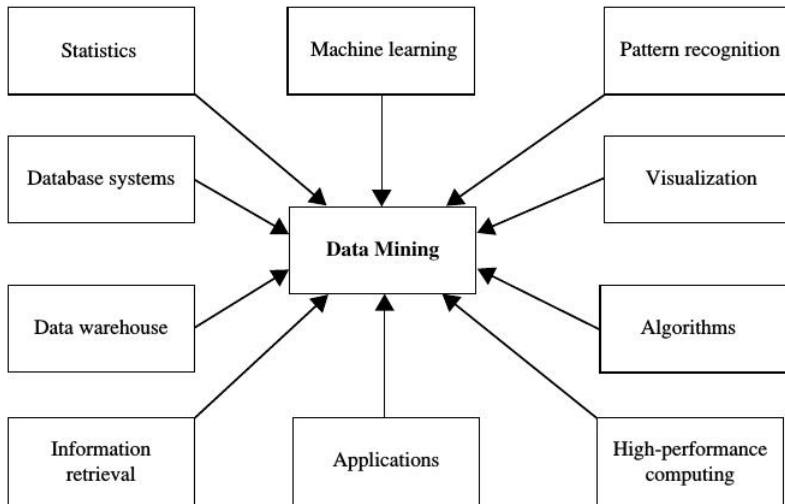 Statistics
Machine learning
Pattern recognition
Database systems
Visualization
Data Mining
Data warehouse
Algorithms
Information
retrieval
Applications
High-performance
computing